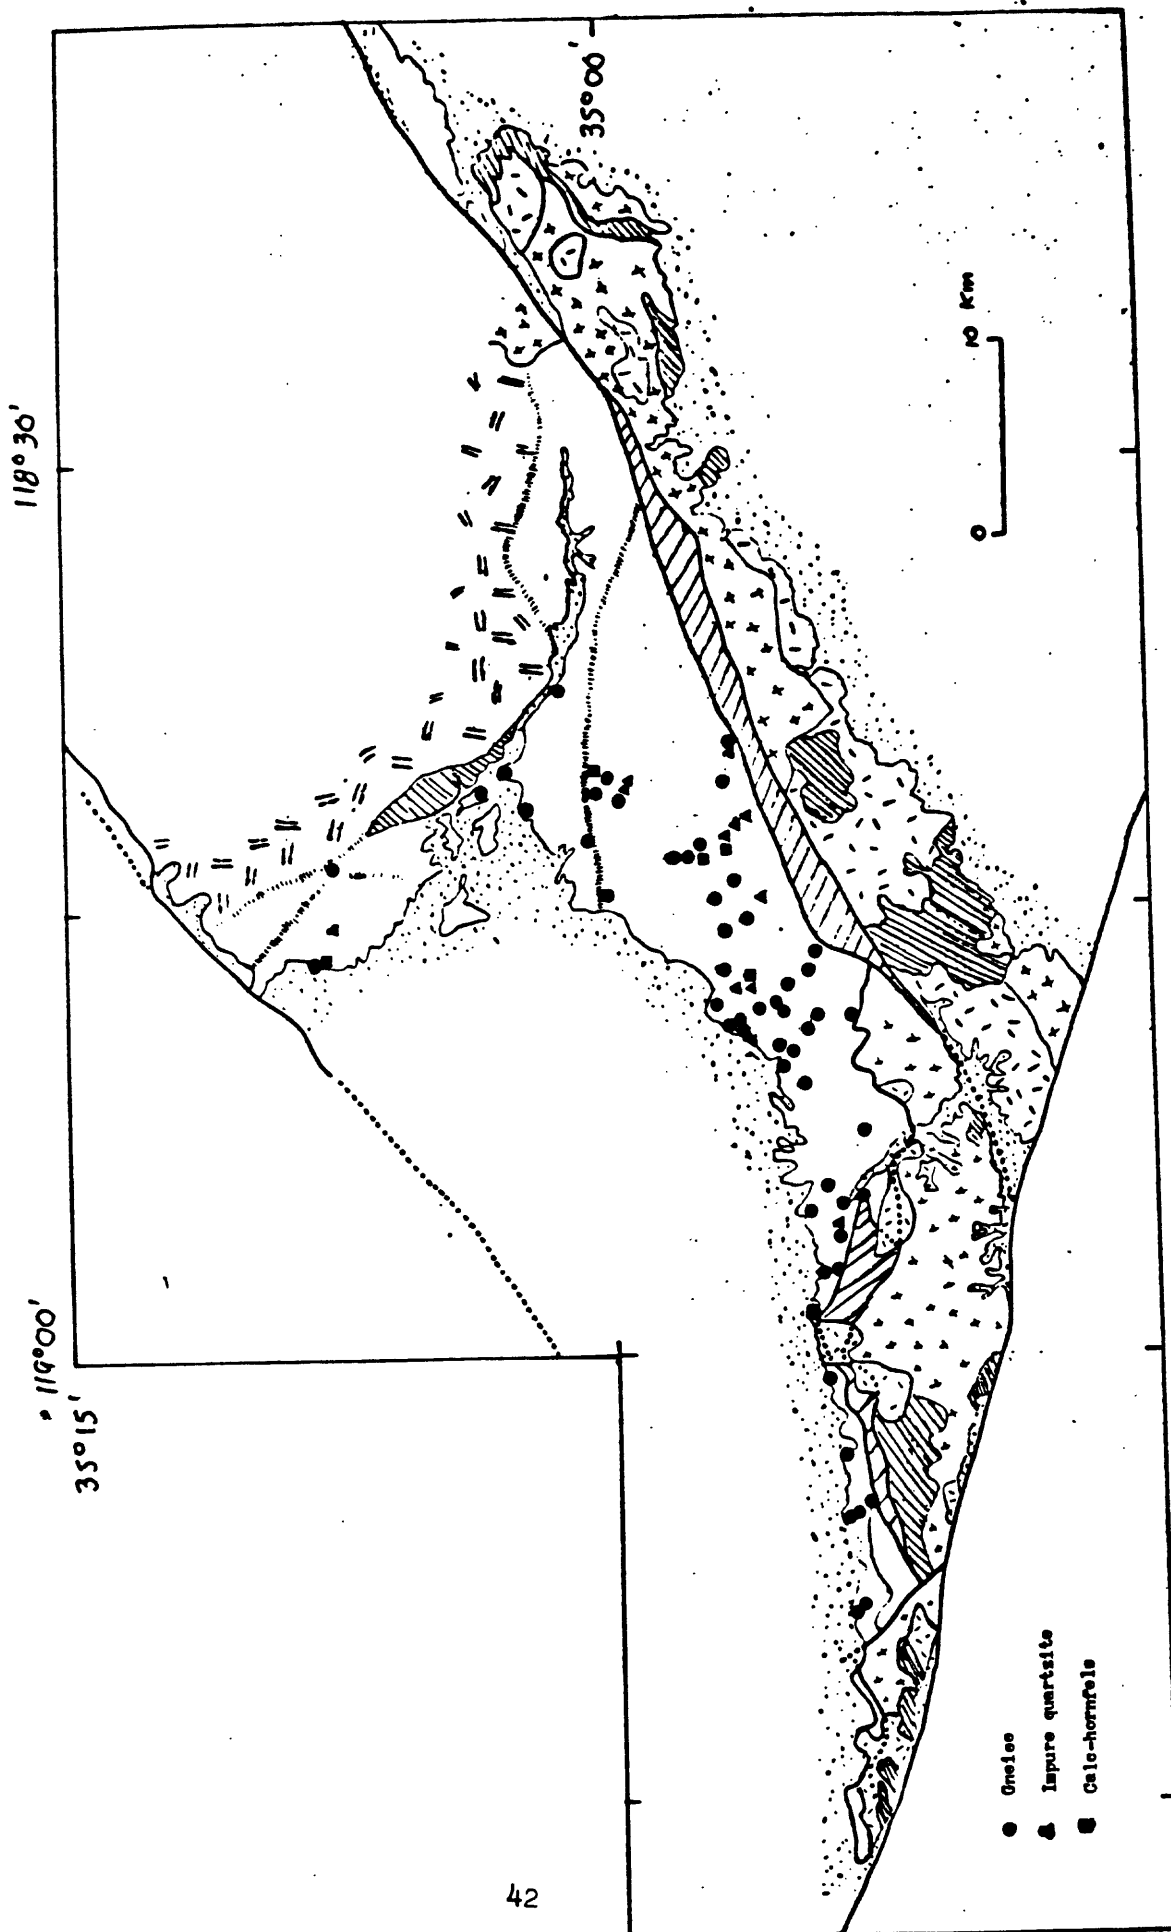 118° 30'
119°00'
35°15'
35°00'
0 10 Km
Gneiss
Impure quartzite
Calc-hornfels
42